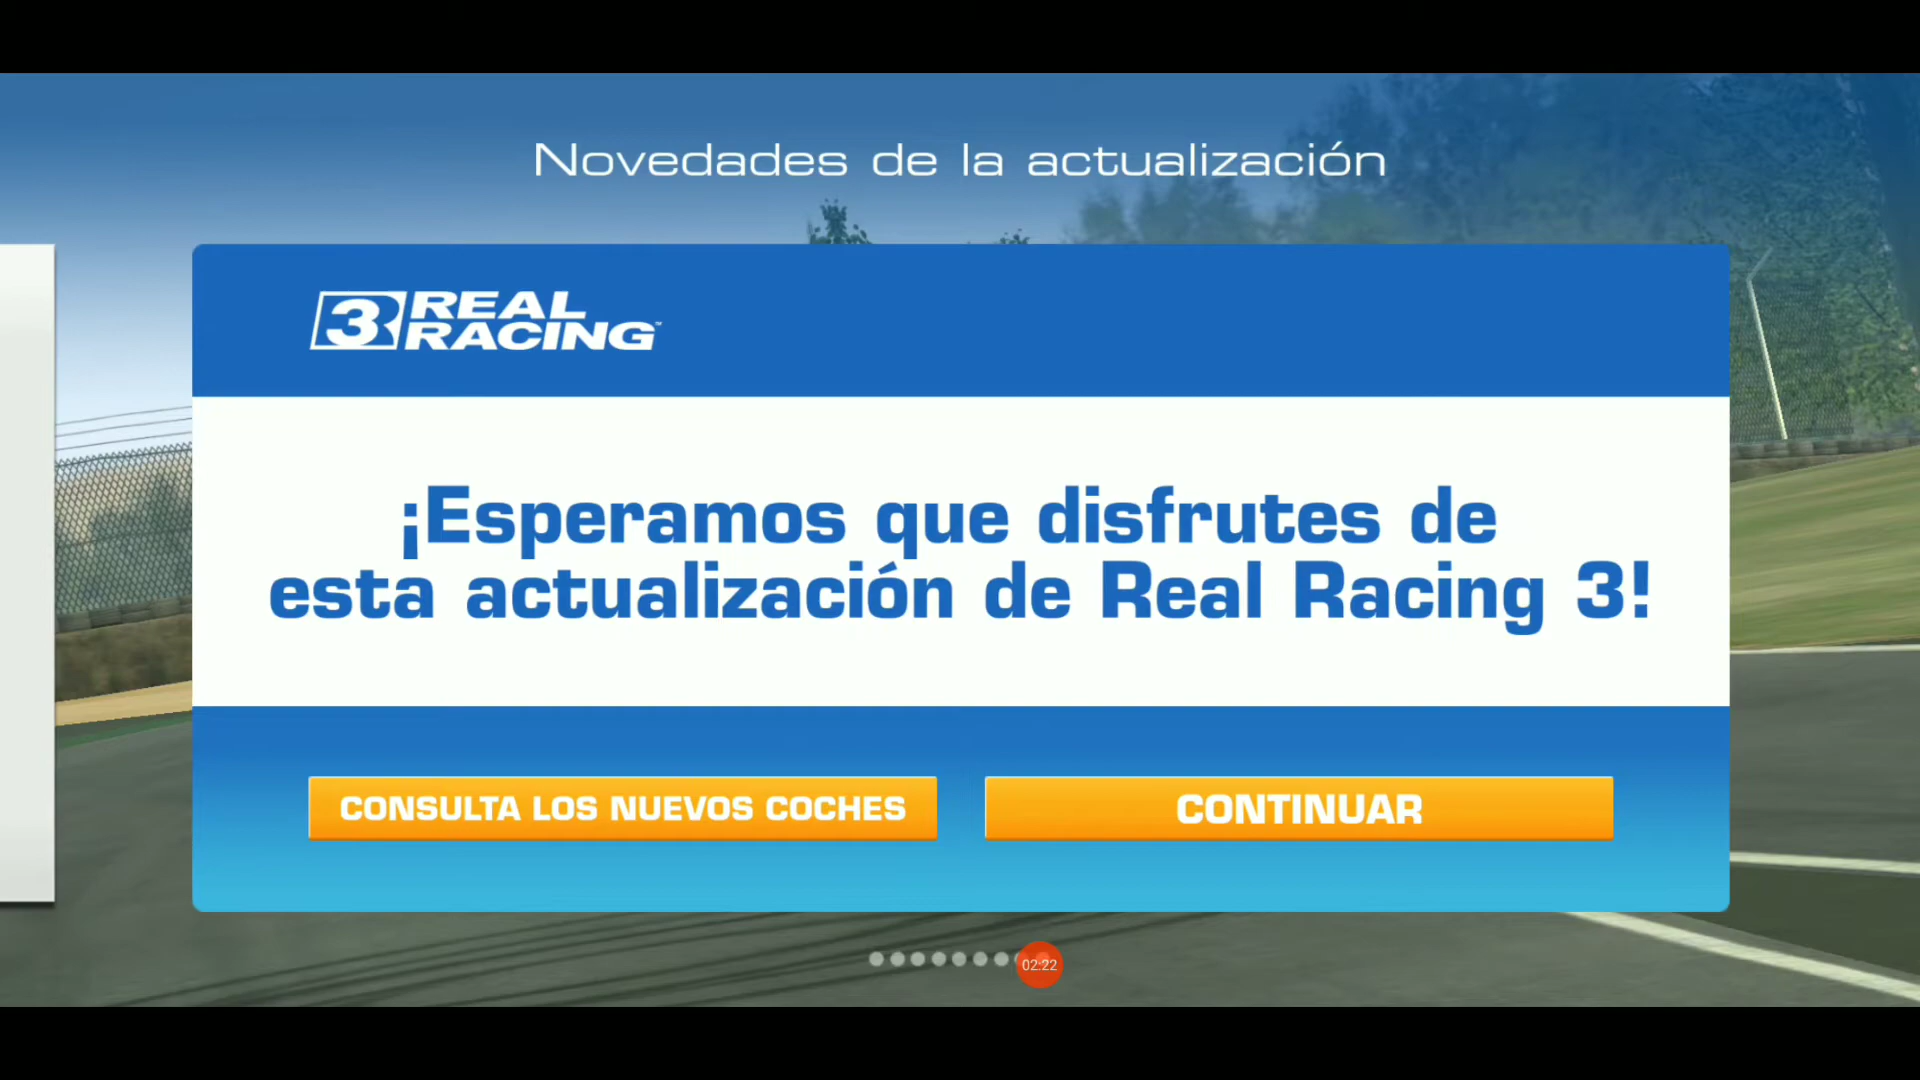 Novedades de la actualización
3 REAL
RACING™
¡Esperamos que disfrutes de
esta actualización de Real Racing 3!
CONSULTA LOS NUEVOS COCHES
CONTINUAR
02:22